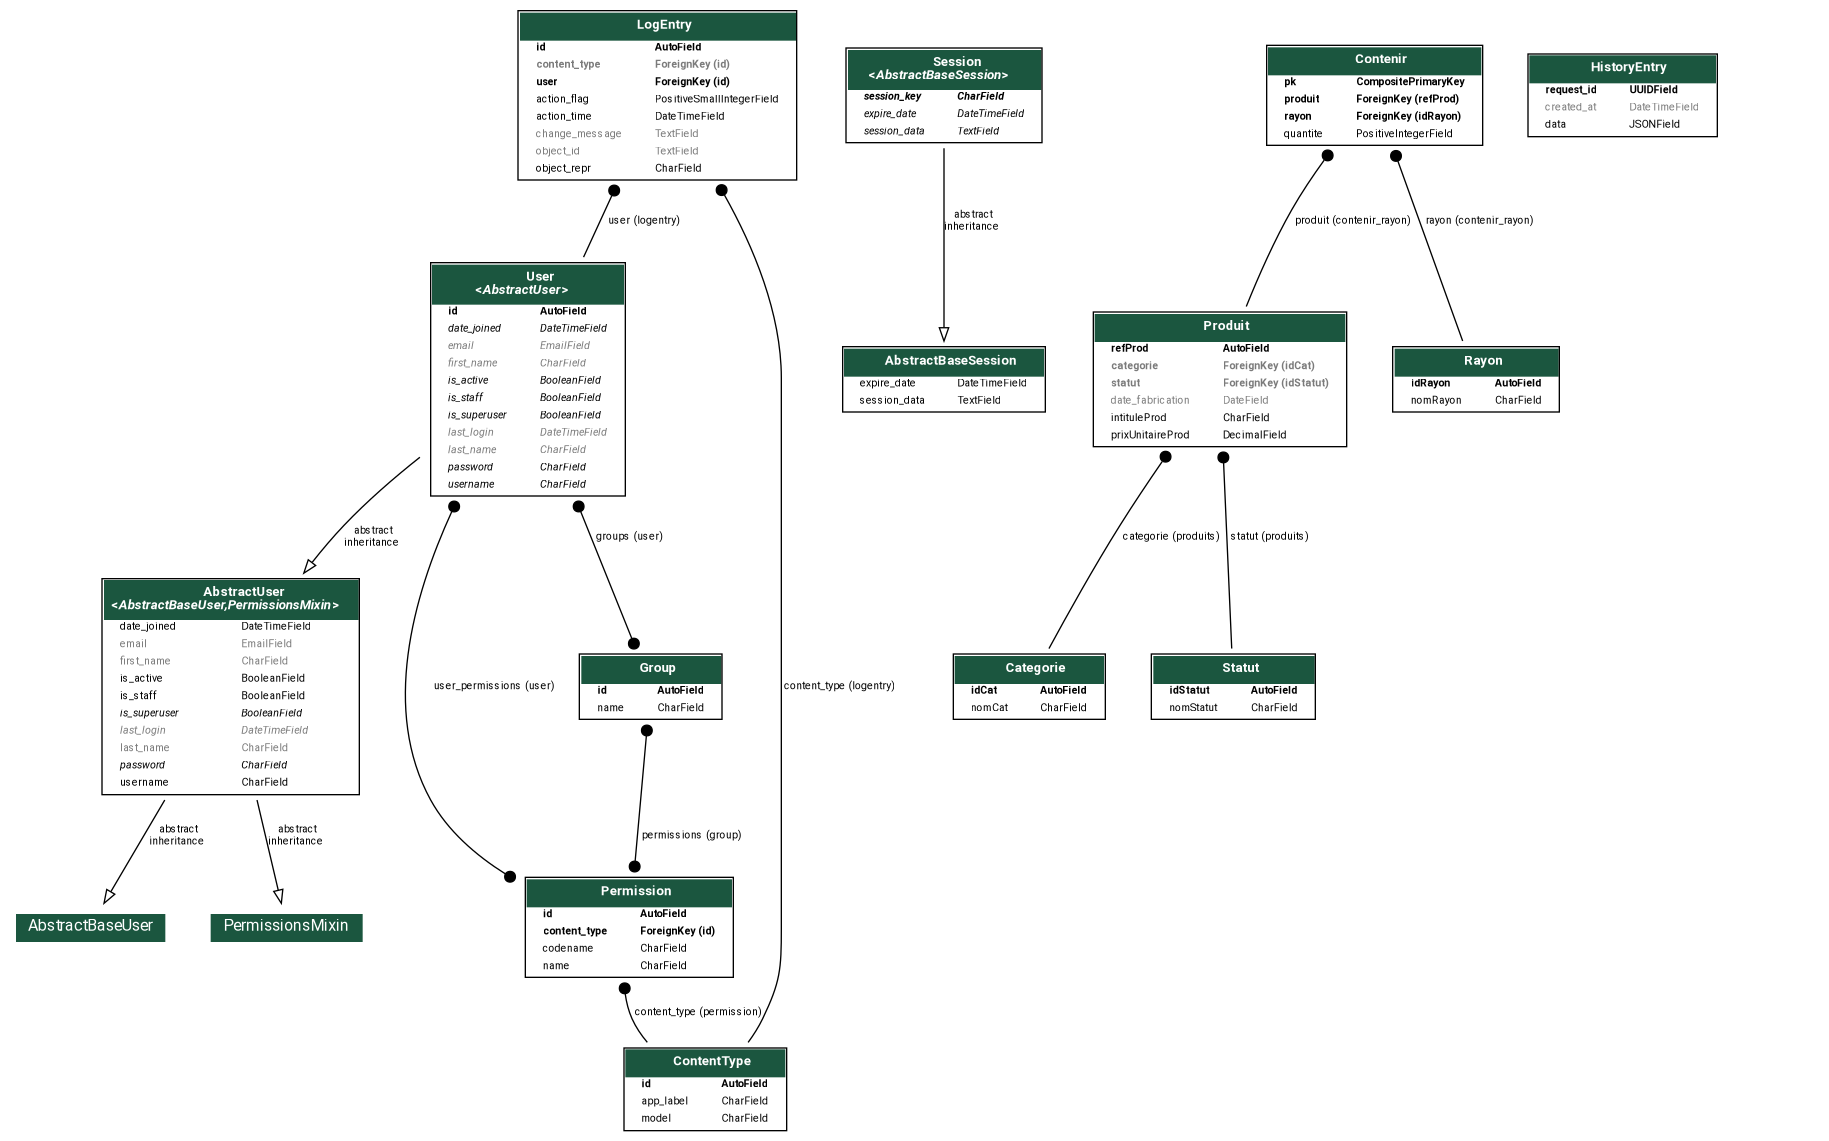 LogEntry
id AutoField
content_type ForeignKey (id)
user ForeignKey (id)
action_flag PositiveSmallIntegerField
action_time DateTimeField
change_message TextField
object_id TextField
object_repr CharField
Session
<AbstractBaseSession>
session_key CharField
expire_date DateTimeField
session_data TextField
Contenir
pk CompositePrimaryKey
produit ForeignKey (refProd)
rayon ForeignKey (idRayon)
quantite PositiveIntegerField
HistoryEntry
request_id UUIDField
created_at DateTimeField
data JSONField
user (logentry)
abstract
inheritance
produit (contenir_rayon)
rayon (contenir_rayon)
User
<AbstractUser>
id AutoField
date_joined DateTimeField
email EmailField
first_name CharField
is_active BooleanField
is_staff BooleanField
is_superuser BooleanField
last_login DateTimeField
last_name CharField
password CharField
username CharField
AbstractBaseSession
expire_date DateTimeField
session_data TextField
Produit
refProd AutoField
categorie ForeignKey (idCat)
statut ForeignKey (idStatut)
date_fabrication DateField
intituleProd CharField
prixUnitaireProd DecimalField
Rayon
idRayon AutoField
nomRayon CharField
abstract
inheritance
groups (user)
categorie (produits)
statut (produits)
AbstractUser
<AbstractBaseUser,PermissionsMixin>
date_joined DateTimeField
email EmailField
first_name CharField
is_active BooleanField
is_staff BooleanField
is_superuser BooleanField
last_login DateTimeField
last_name CharField
password CharField
username CharField
user_permissions (user)
Group
id AutoField
name CharField
content_type (logentry)
Categorie
idCat AutoField
nomCat CharField
Statut
idStatut AutoField
nomStatut CharField
abstract
inheritance
abstract
inheritance
permissions (group)
AbstractBaseUser
PermissionsMixin
Permission
id AutoField
content_type ForeignKey (id)
codename CharField
name CharField
content_type (permission)
ContentType
id AutoField
app_label CharField
model CharField